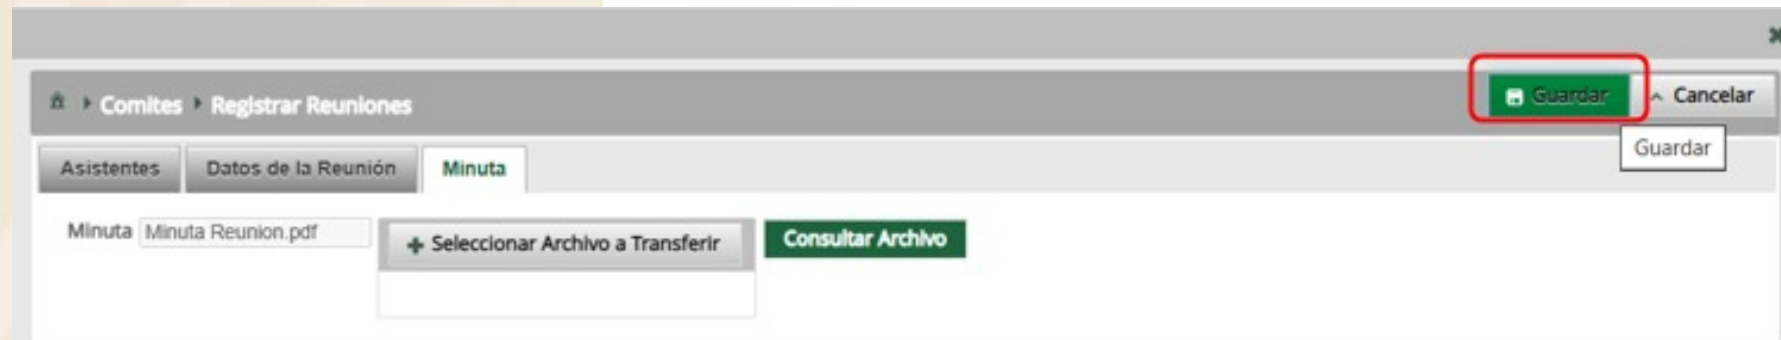 Comites Registrar Reuniones
Guardar Cancelar
Guardar
Asistentes Datos de la Reunión Minuta
Minuta Minuta Reunion.pdf + Seleccionar Archivo a Transferir Consultar Archivo